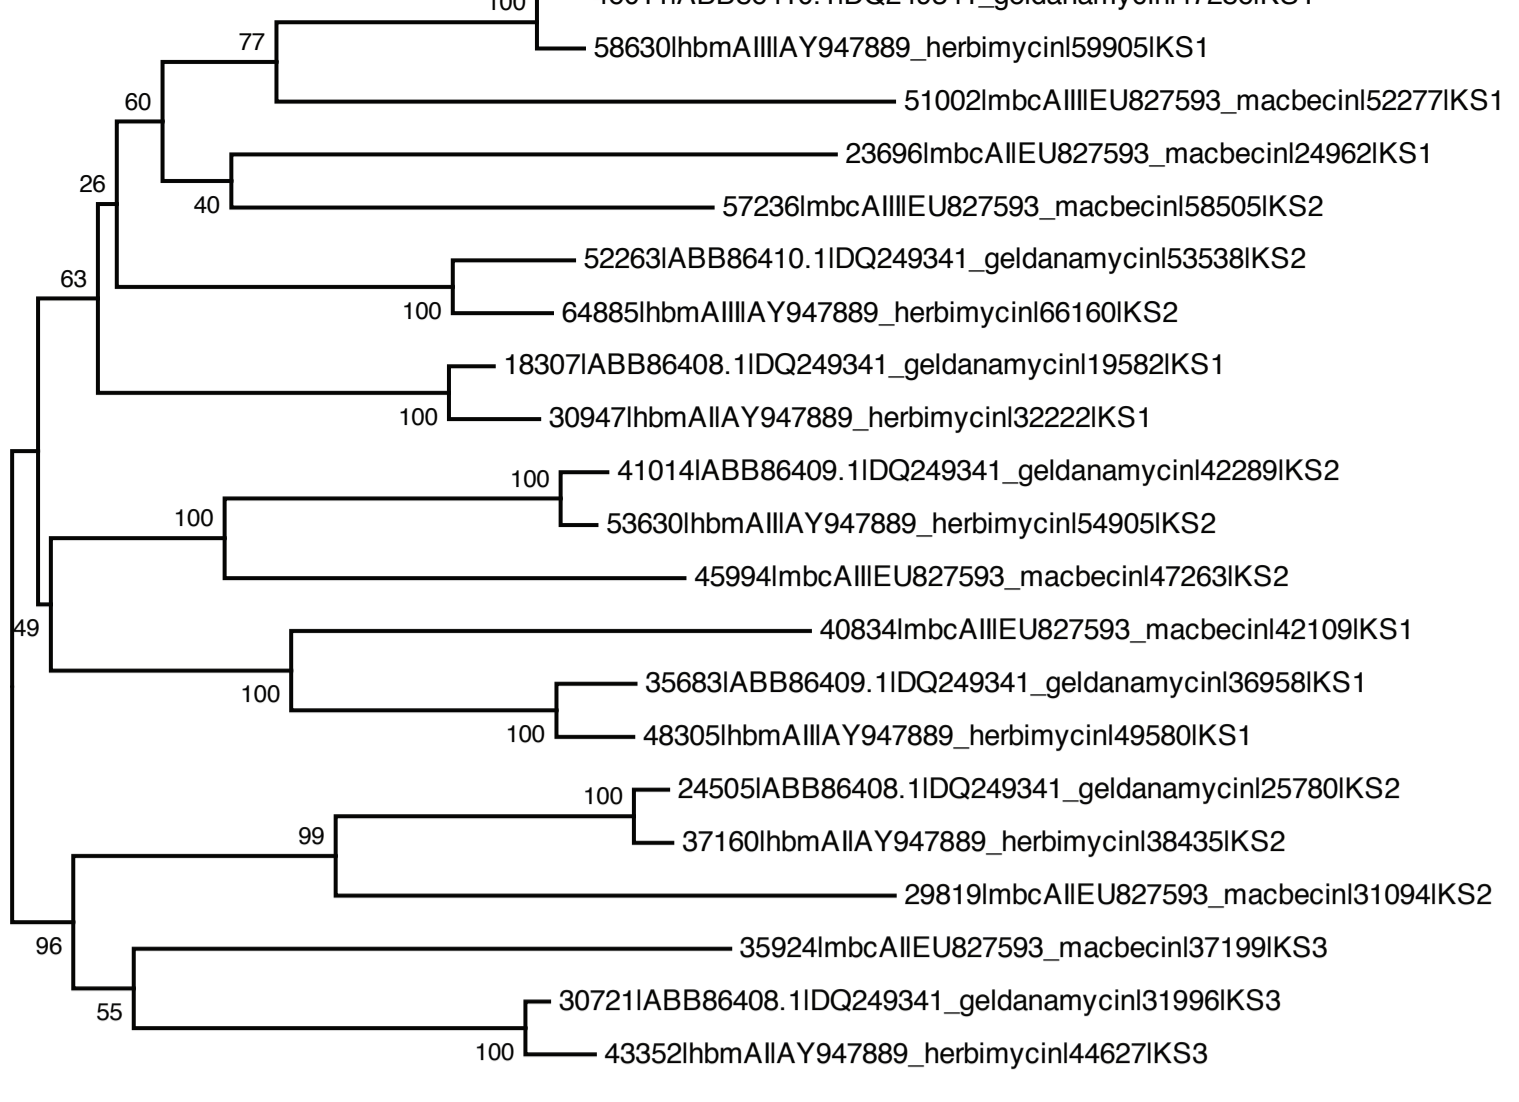 100
77
58630|hbmAIII|AY947889_herbimycin|59905|KS1
60
51002|mbcAIII|EU827593_macbecin|52277|KS1
23696|mbcAI|EU827593_macbecin|24962|KS1
26
40
57236|mbcAIII|EU827593_macbecin|58505|KS2
52263|ABB86410.1|DQ249341_geldanamycin|53538|KS2
63
100
64885|hbmAIII|AY947889_herbimycin|66160|KS2
18307|ABB86408.1|DQ249341_geldanamycin|19582|KS1
100
30947|hbmAI|AY947889_herbimycin|32222|KS1
100
41014|ABB86409.1|DQ249341_geldanamycin|42289|KS2
100
53630|hbmAII|AY947889_herbimycin|54905|KS2
45994|mbcAII|EU827593_macbecin|47263|KS2
49
40834|mbcAII|EU827593_macbecin|42109|KS1
100
35683|ABB86409.1|DQ249341_geldanamycin|36958|KS1
100
48305|hbmAII|AY947889_herbimycin|49580|KS1
100
24505|ABB86408.1|DQ249341_geldanamycin|25780|KS2
99
37160|hbmAI|AY947889_herbimycin|38435|KS2
29819|mbcAI|EU827593_macbecin|31094|KS2
96
35924|mbcAI|EU827593_macbecin|37199|KS3
55
30721|ABB86408.1|DQ249341_geldanamycin|31996|KS3
100
43352|hbmAI|AY947889_herbimycin|44627|KS3